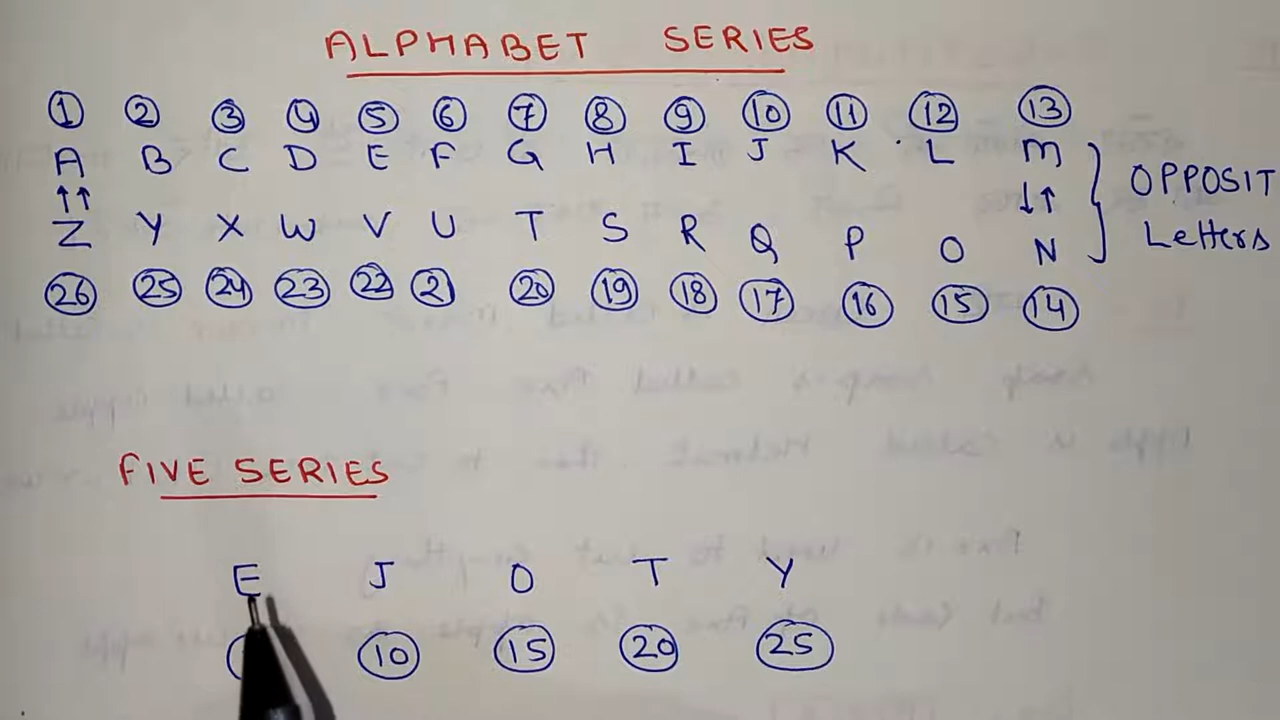 ALPHABET SERIES
1 2 3 4 5 6 7 8 9 10 11 12 13
A B C D E F G H I J K L M
↑↑ ↓↑
Z Y X W V U T S R Q P O N
26 25 24 23 22 21 20 19 18 17 16 15 14
OPPOSIT
Letters
FIVE SERIES
E J O T Y
10 15 20 25